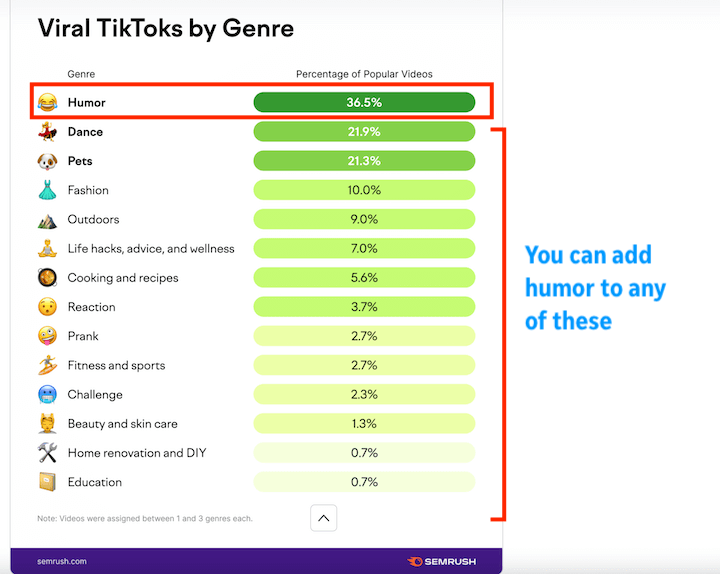 Viral TikToks by Genre
Genre Percentage of Popular Videos
Humor 36.5%
Dance 21.9%
Pets 21.3%
Fashion 10.0%
Outdoors 9.0%
Life hacks, advice, and wellness 7.0%
Cooking and recipes 5.6%
Reaction 3.7%
Prank 2.7%
Fitness and sports 2.7%
Challenge 2.3%
Beauty and skin care 1.3%
Home renovation and DIY 0.7%
Education 0.7%
You can add
humor to any
of these
Note: Videos were assigned between 1 and 3 genres each.
semrush.com SEMRUSH